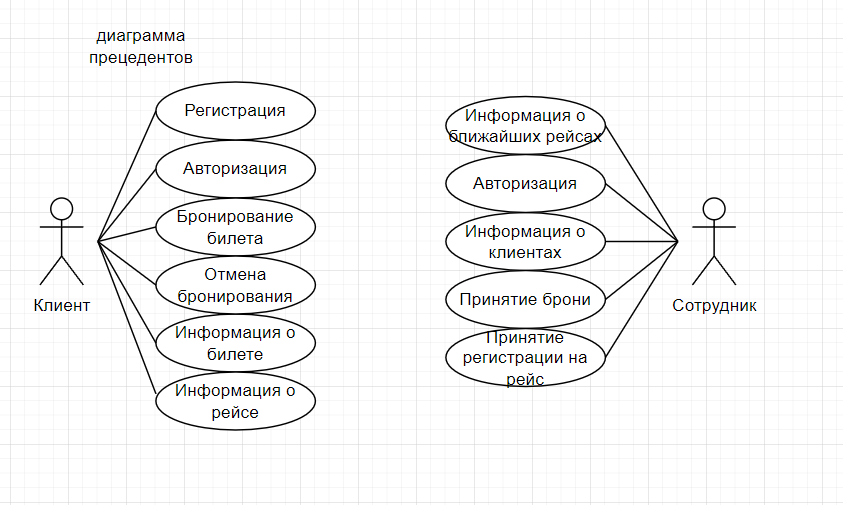 диаграмма
прецедентов
Регистрация
Авторизация
Бронирование
билета
Отмена
бронирования
Информация о
билете
Информация о
рейсе
Клиент
Информация о
ближайших рейсах
Авторизация
Информация о
клиентах
Принятие брони
Принятие
регистрации на
рейс
Сотрудник